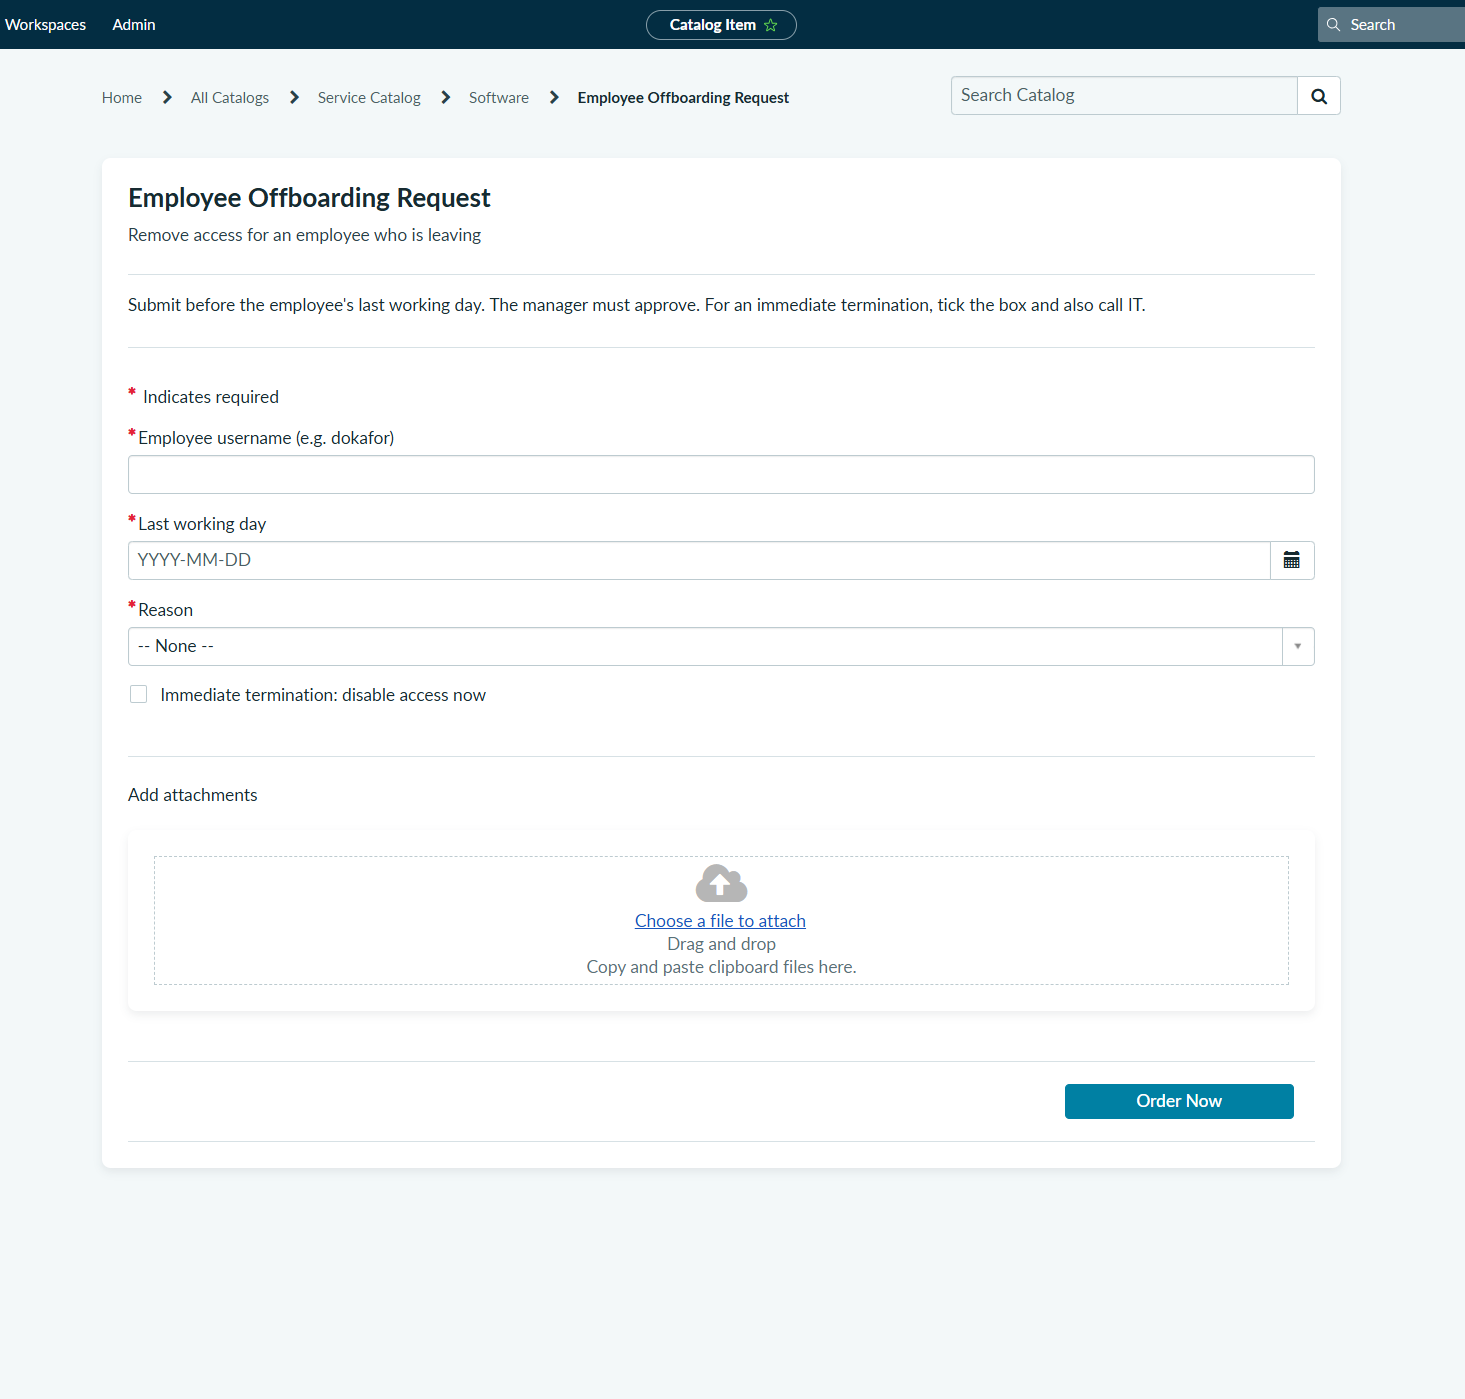 Workspaces Admin Catalog Item Search
Home All Catalogs Service Catalog Software Employee Offboarding Request Search Catalog
Employee Offboarding Request
Remove access for an employee who is leaving
Submit before the employee's last working day. The manager must approve. For an immediate termination, tick the box and also call IT.
* Indicates required
* Employee username (e.g. dokafor)
* Last working day
YYYY-MM-DD
* Reason
-- None --
Immediate termination: disable access now
Add attachments
Choose a file to attach
Drag and drop
Copy and paste clipboard files here.
Order Now